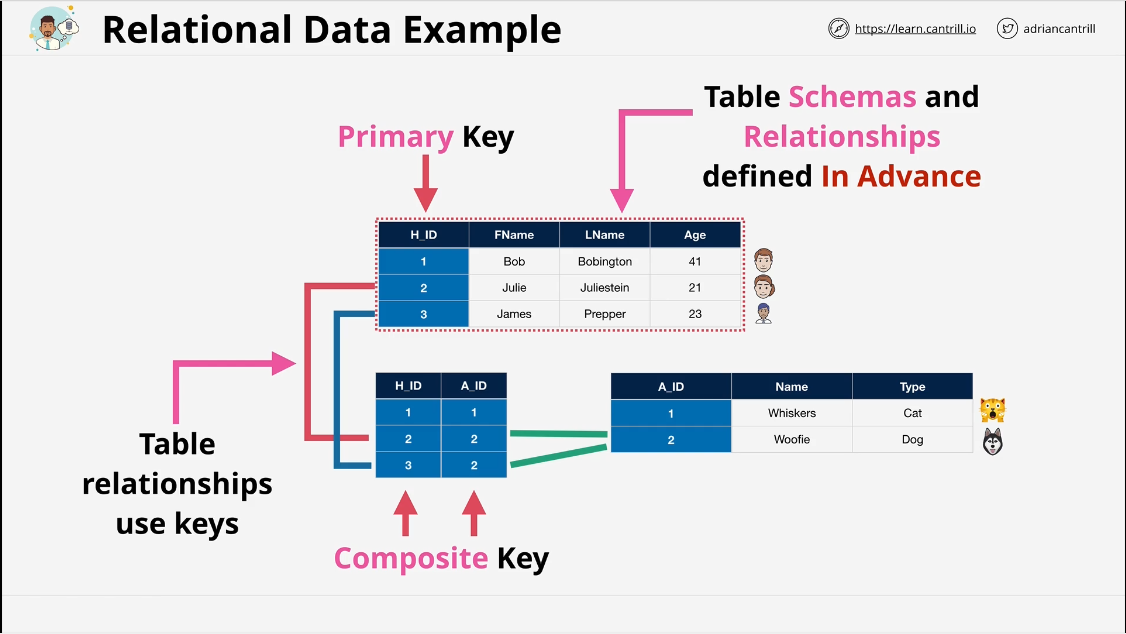 Relational Data Example
https://learn.cantrill.io
adriancantrill
Table Schemas and
Relationships
defined In Advance
Primary Key
H_ID FName LName Age
1 Bob Bobington 41
2 Julie Juliestein 21
3 James Prepper 23
H_ID A_ID
1 1
2 2
3 2
A_ID Name Type
1 Whiskers Cat
2 Woofie Dog
Table
relationships
use keys
Composite Key